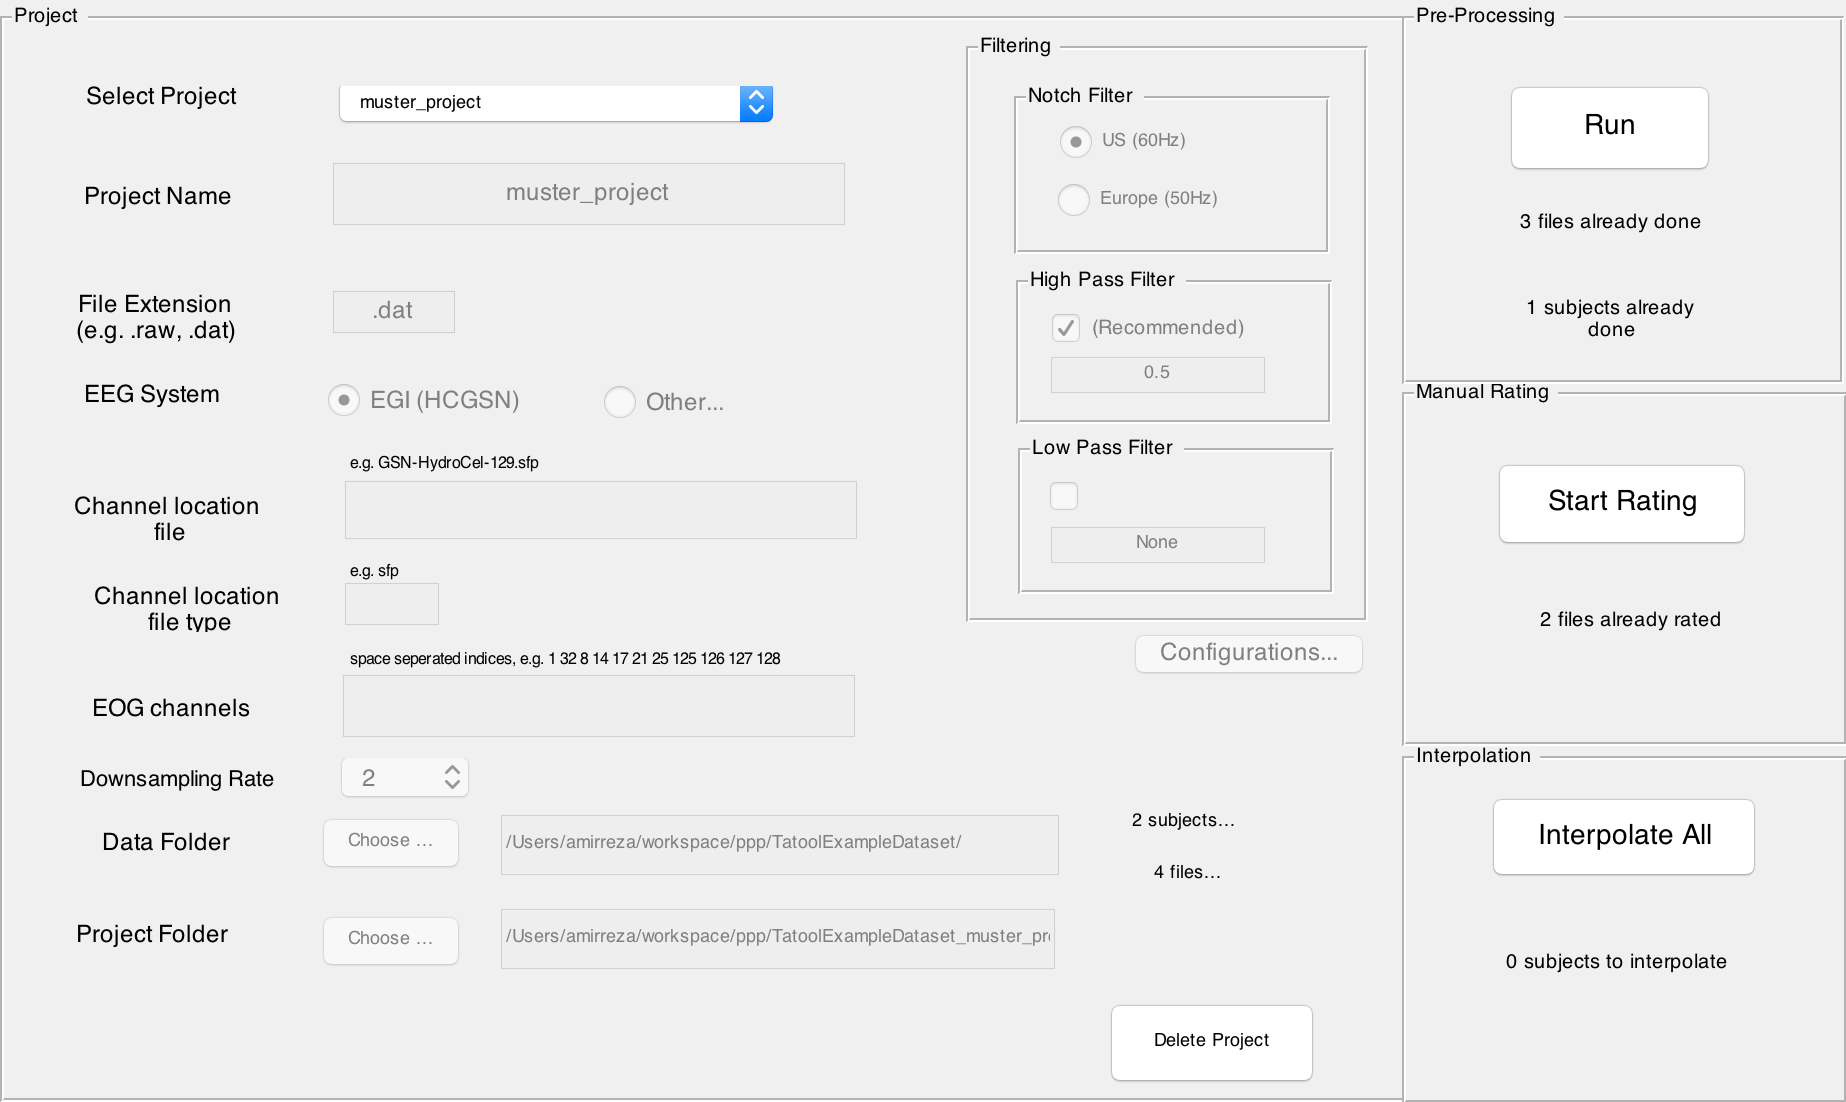 Project
Select Project
muster_project
Project Name
muster_project
File Extension
(e.g. .raw, .dat)
.dat
EEG System
EGI (HCGSN)
Other...
e.g. GSN-HydroCel-129.sfp
Channel location
file
e.g. sfp
Channel location
file type
space seperated indices, e.g. 1 32 8 14 17 21 25 125 126 127 128
EOG channels
Downsampling Rate
2
Data Folder
Choose ...
/Users/amirreza/workspace/ppp/TatoolExampleDataset/
2 subjects...
4 files...
Project Folder
Choose ...
/Users/amirreza/workspace/ppp/TatoolExampleDataset_muster_pr
Delete Project
Filtering
Notch Filter
US (60Hz)
Europe (50Hz)
High Pass Filter
(Recommended)
0.5
Low Pass Filter
None
Configurations...
Pre-Processing
Run
3 files already done
1 subjects already
done
Manual Rating
Start Rating
2 files already rated
Interpolation
Interpolate All
0 subjects to interpolate